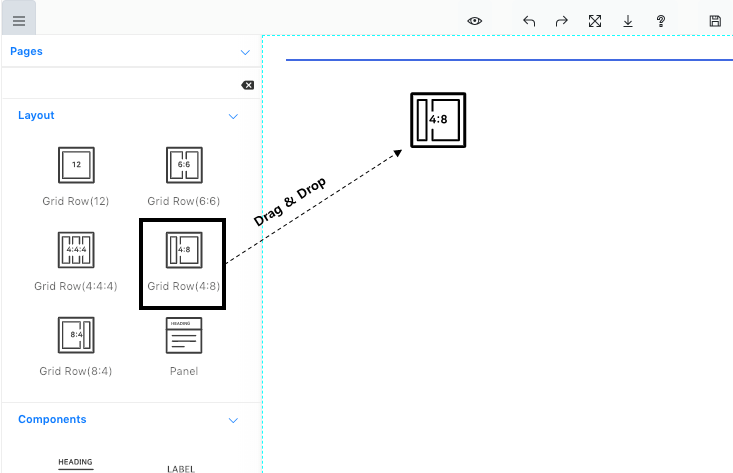 Pages
Layout
12
6:6
Grid Row(12)
Grid Row(6:6)
4:4:4
4:8
Grid Row(4:4:4)
Grid Row(4:8)
8:4
HEADING
Grid Row(8:4)
Panel
Components
HEADING
LABEL
Drag & Drop
4:8